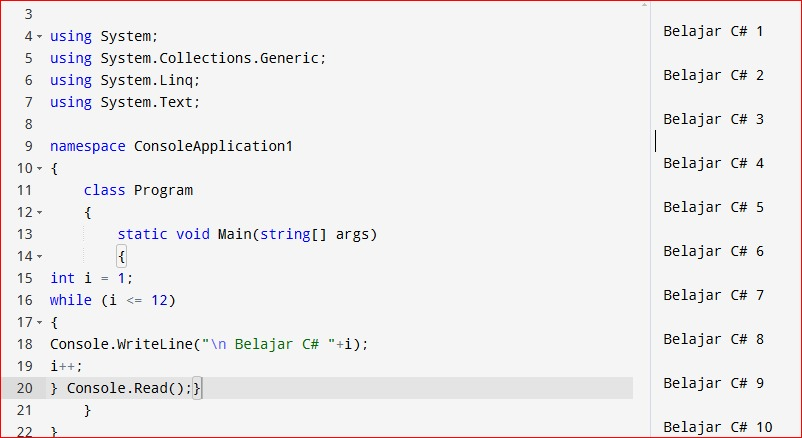 3
4 using System;
5 using System.Collections.Generic;
6 using System.Linq;
7 using System.Text;
8
9 namespace ConsoleApplication1
10 {
11 class Program
12 {
13 static void Main(string[] args)
14 {
15 int i = 1;
16 while (i <= 12)
17 {
18 Console.WriteLine("\n Belajar C# "+i);
19 i++;
20 } Console.Read();}
21 }
22 }
Belajar C# 1
Belajar C# 2
Belajar C# 3
Belajar C# 4
Belajar C# 5
Belajar C# 6
Belajar C# 7
Belajar C# 8
Belajar C# 9
Belajar C# 10